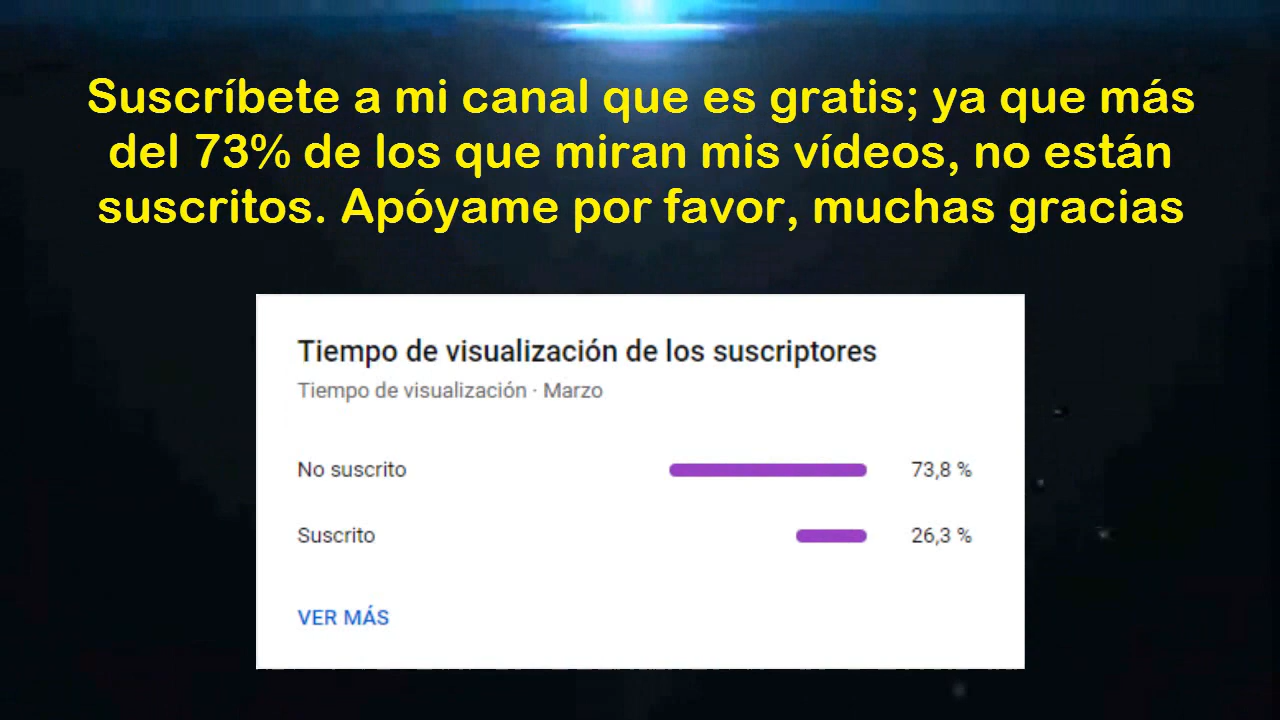 Suscríbete a mi canal que es gratis; ya que más
del 73% de los que miran mis vídeos, no están
suscritos. Apóyame por favor, muchas gracias
Tiempo de visualización de los suscriptores
Tiempo de visualización · Marzo
No suscrito 73,8 %
Suscrito 26,3 %
VER MÁS